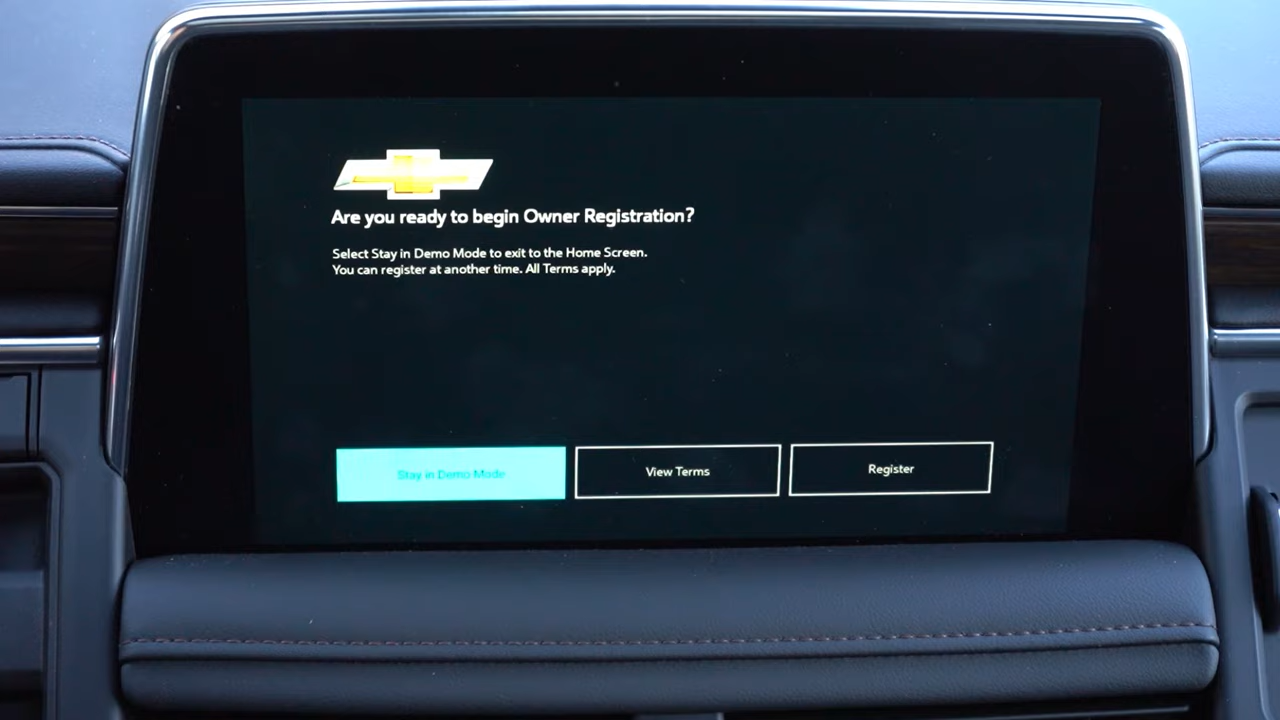 Are you ready to begin Owner Registration?
Select Stay in Demo Mode to exit to the Home Screen.
You can register at another time. All Terms apply.
Stay in Demo Mode
View Terms
Register